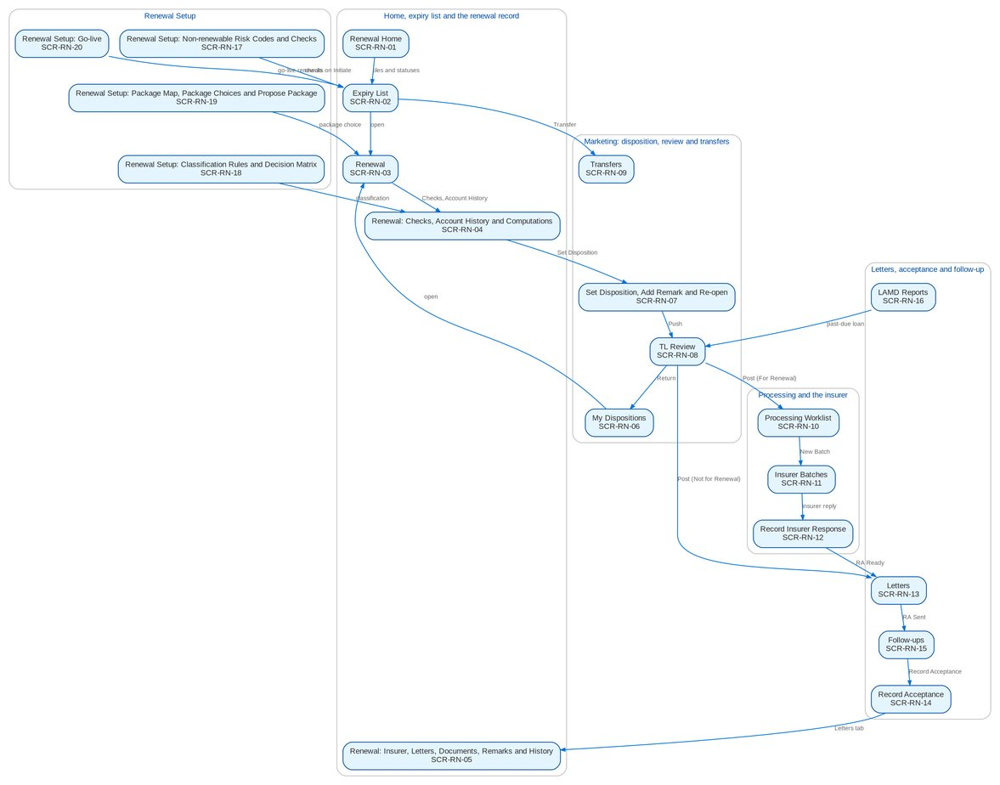 Renewal Setup
Home, expiry list and the renewal record
Renewal Setup: Go-live
SCR-RN-20
Renewal Setup: Non-renewable Risk Codes and Checks
SCR-RN-17
Renewal Home
SCR-RN-01
go-live renewals
on Initiate
and statuses
Renewal Setup: Package Map, Package Choices and Propose Package
SCR-RN-19
Expiry List
SCR-RN-02
package choice
open
Transfer
Marketing: disposition, review and transfers
Renewal Setup: Classification Rules and Decision Matrix
SCR-RN-18
Renewal
SCR-RN-03
Transfers
SCR-RN-09
classification
Checks, Account History
Renewal: Checks, Account History and Computations
SCR-RN-04
Set Disposition
Letters, acceptance and follow-up
Set Disposition, Add Remark and Re-open
SCR-RN-07
LAMD Reports
SCR-RN-16
open
Push
past-due loan
TL Review
SCR-RN-08
Return
Post (For Renewal)
Processing and the insurer
My Dispositions
SCR-RN-06
Processing Worklist
SCR-RN-10
New Batch
Post (Not for Renewal)
Insurer Batches
SCR-RN-11
insurer reply
Record Insurer Response
SCR-RN-12
RA Ready
Letters
SCR-RN-13
RA Sent
Follow-ups
SCR-RN-15
Record Acceptance
Record Acceptance
SCR-RN-14
Letters tab
Renewal: Insurer, Letters, Documents, Remarks and History
SCR-RN-05